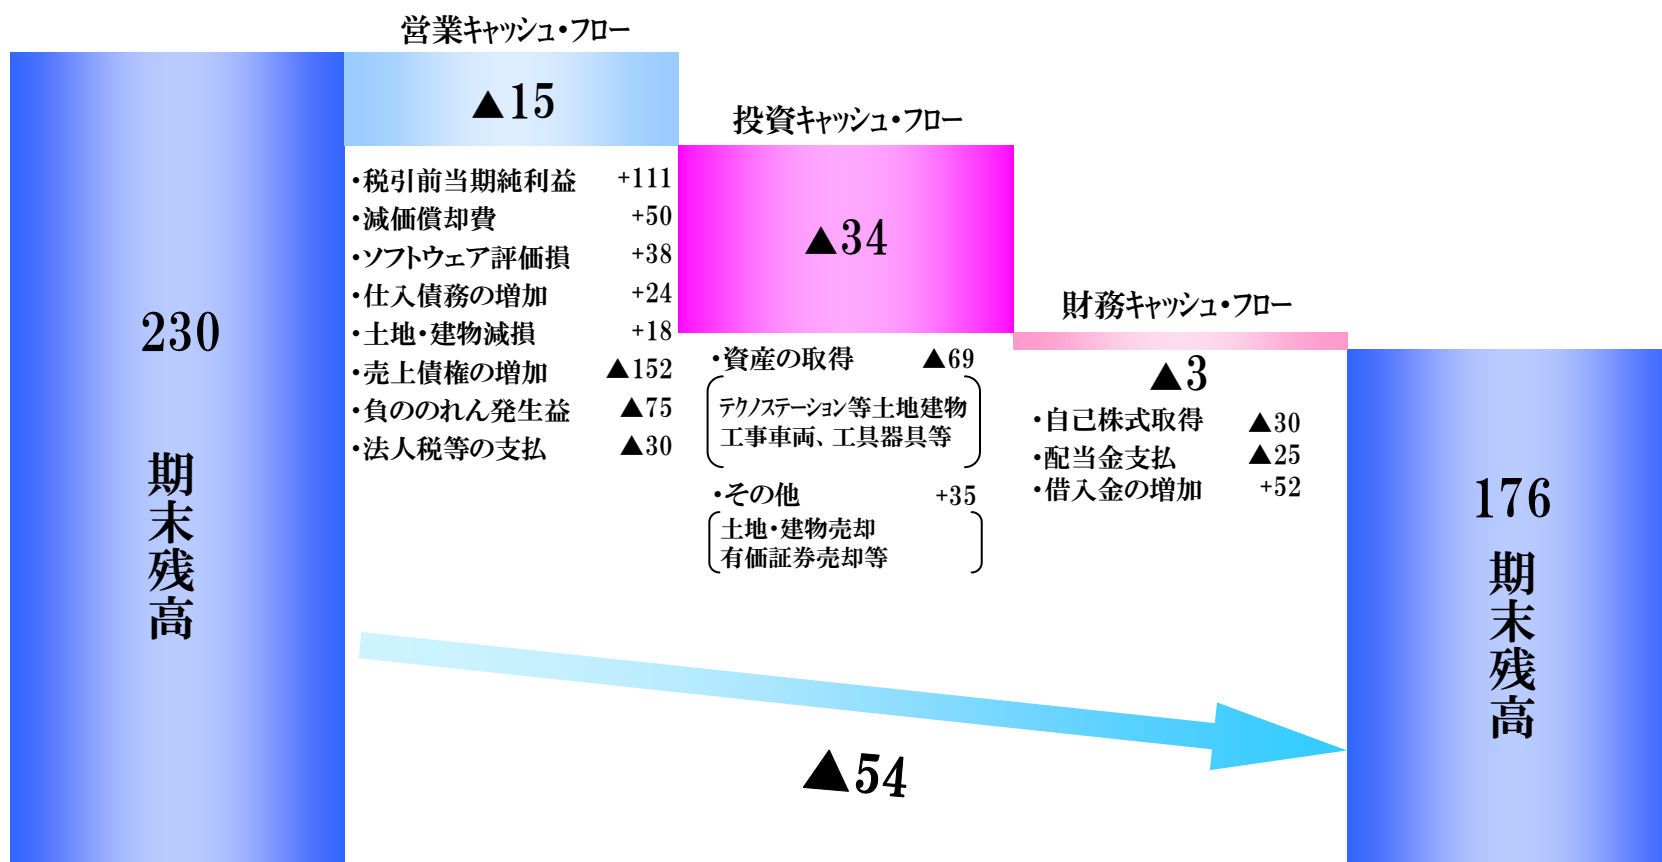 230
期末残高
営業キャッシュ・フロー
▲15
・税引前当期純利益 +111
・減価償却費 +50
・ソフトウェア評価損 +38
・仕入債務の増加 +24
・土地・建物減損 +18
・売上債権の増加 ▲152
・負ののれん発生益 ▲75
・法人税等の支払 ▲30
投資キャッシュ・フロー
▲34
・資産の取得 ▲69
テクノステーション等土地建物
工事車両、工具器具等
・その他 +35
土地・建物売却
有価証券売却等
財務キャッシュ・フロー
▲3
・自己株式取得 ▲30
・配当金支払 ▲25
・借入金の増加 +52
176
期末残高
▲54